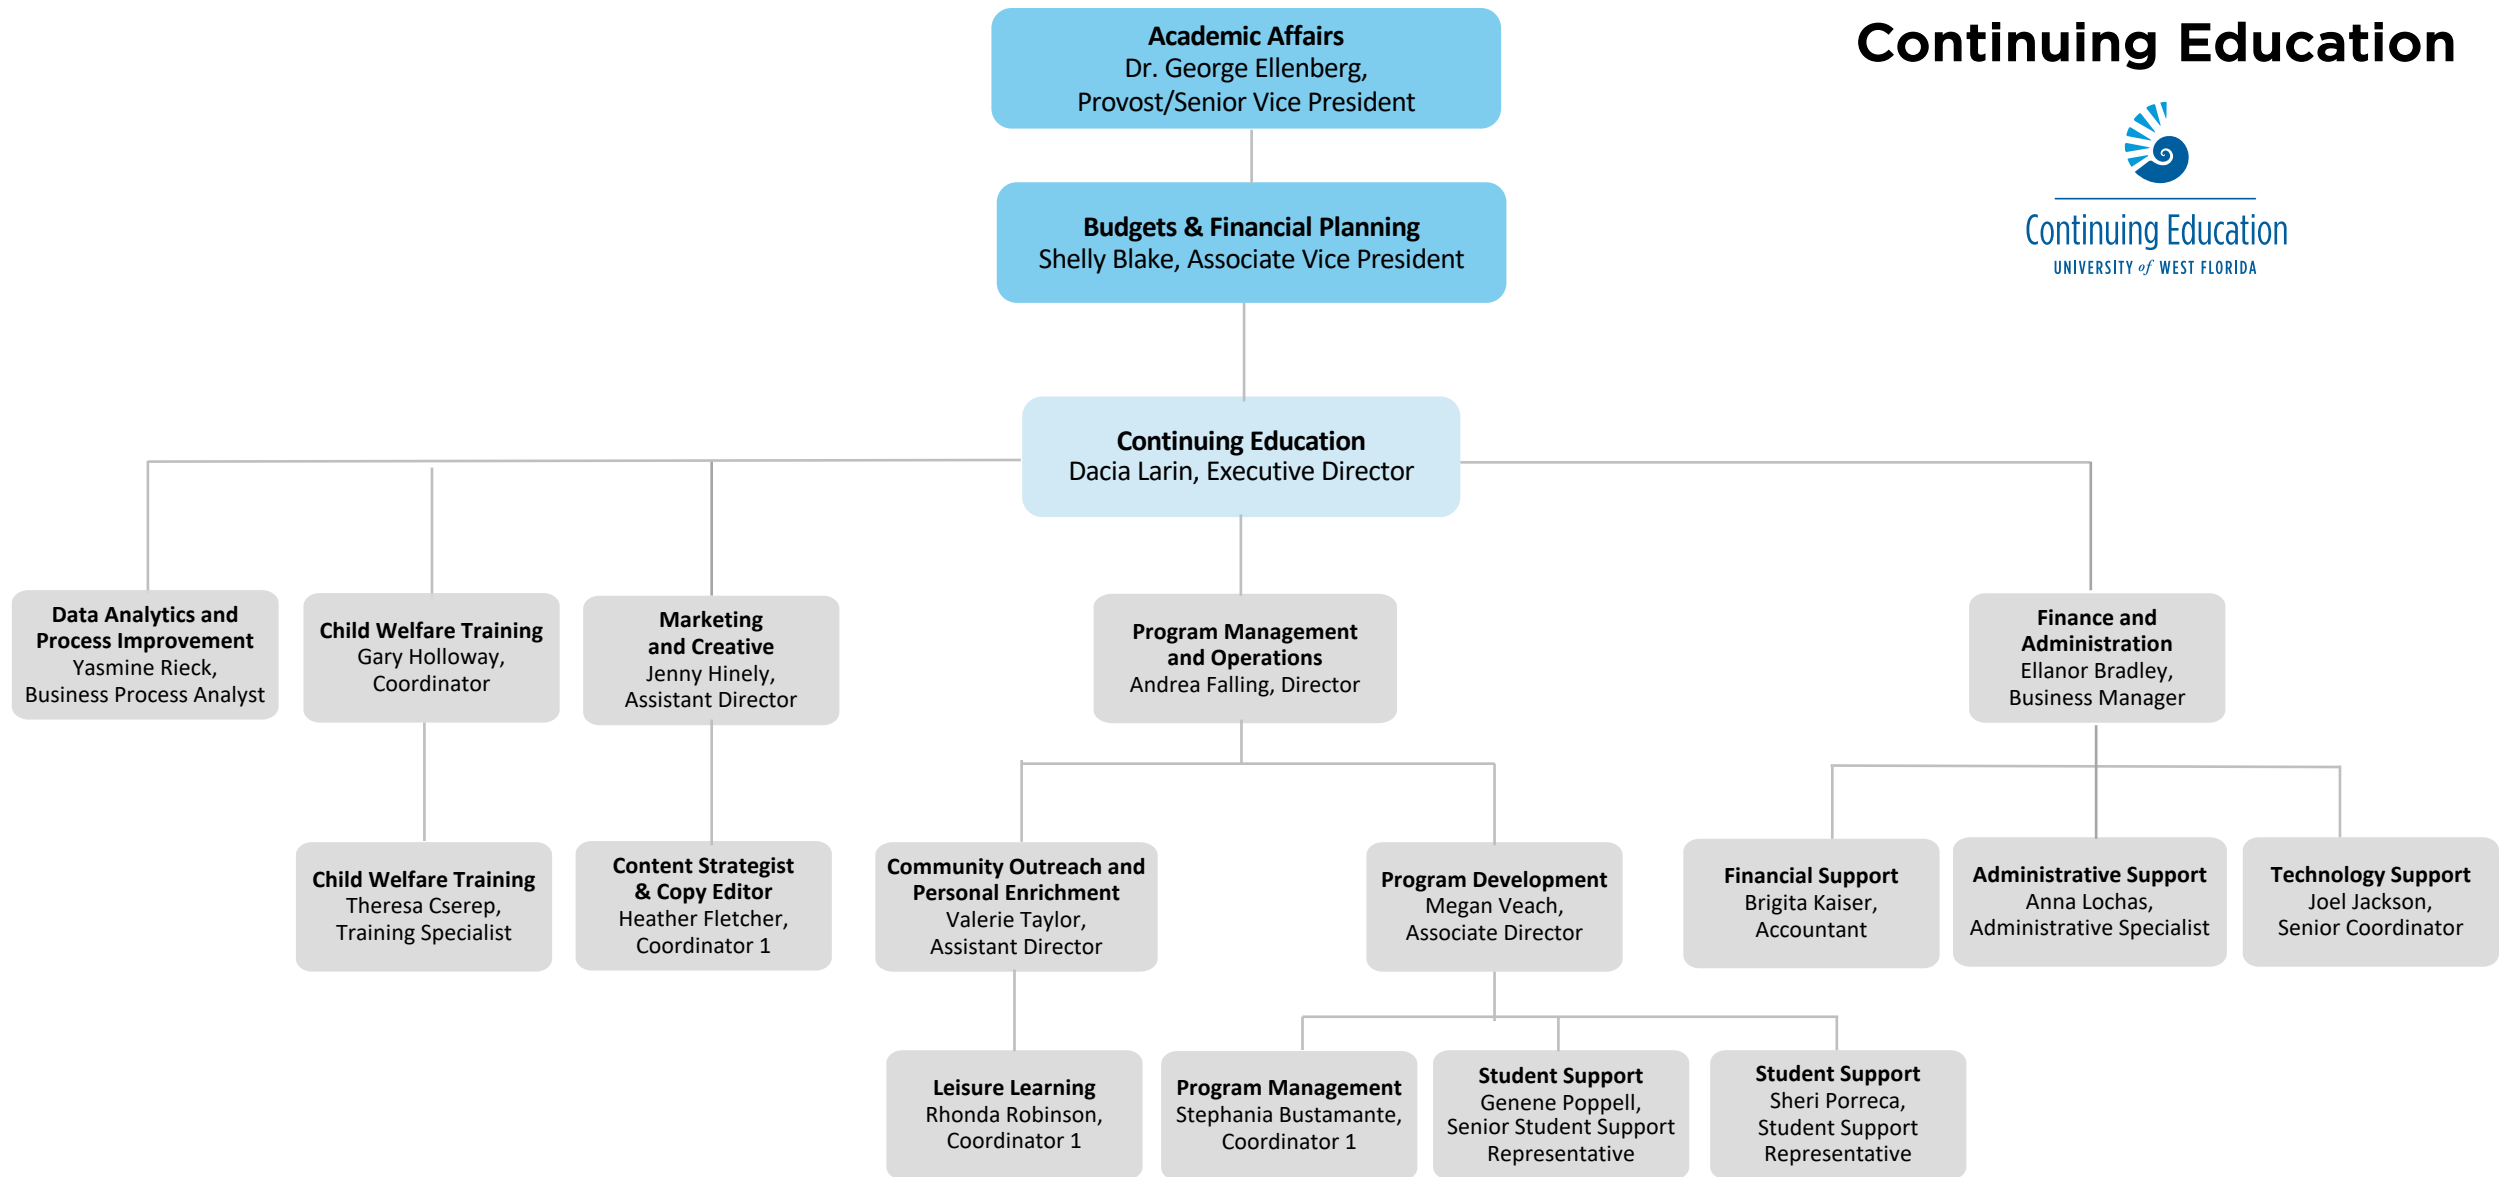 Continuing Education
Continuing Education
UNIVERSITY of WEST FLORIDA
Academic Affairs
Dr. George Ellenberg,
Provost/Senior Vice President
Budgets & Financial Planning
Shelly Blake, Associate Vice President
Continuing Education
Dacia Larin, Executive Director
Data Analytics and
Process Improvement
Yasmine Rieck,
Business Process Analyst
Child Welfare Training
Gary Holloway,
Coordinator
Marketing
and Creative
Jenny Hinely,
Assistant Director
Program Management
and Operations
Andrea Falling, Director
Finance and
Administration
Ellanor Bradley,
Business Manager
Child Welfare Training
Theresa Cserep,
Training Specialist
Content Strategist
& Copy Editor
Heather Fletcher,
Coordinator 1
Community Outreach and
Personal Enrichment
Valerie Taylor,
Assistant Director
Program Development
Megan Veach,
Associate Director
Financial Support
Brigita Kaiser,
Accountant
Administrative Support
Anna Lochas,
Administrative Specialist
Technology Support
Joel Jackson,
Senior Coordinator
Leisure Learning
Rhonda Robinson,
Coordinator 1
Program Management
Stephania Bustamante,
Coordinator 1
Student Support
Genene Poppell,
Senior Student Support
Representative
Student Support
Sheri Porreca,
Student Support
Representative